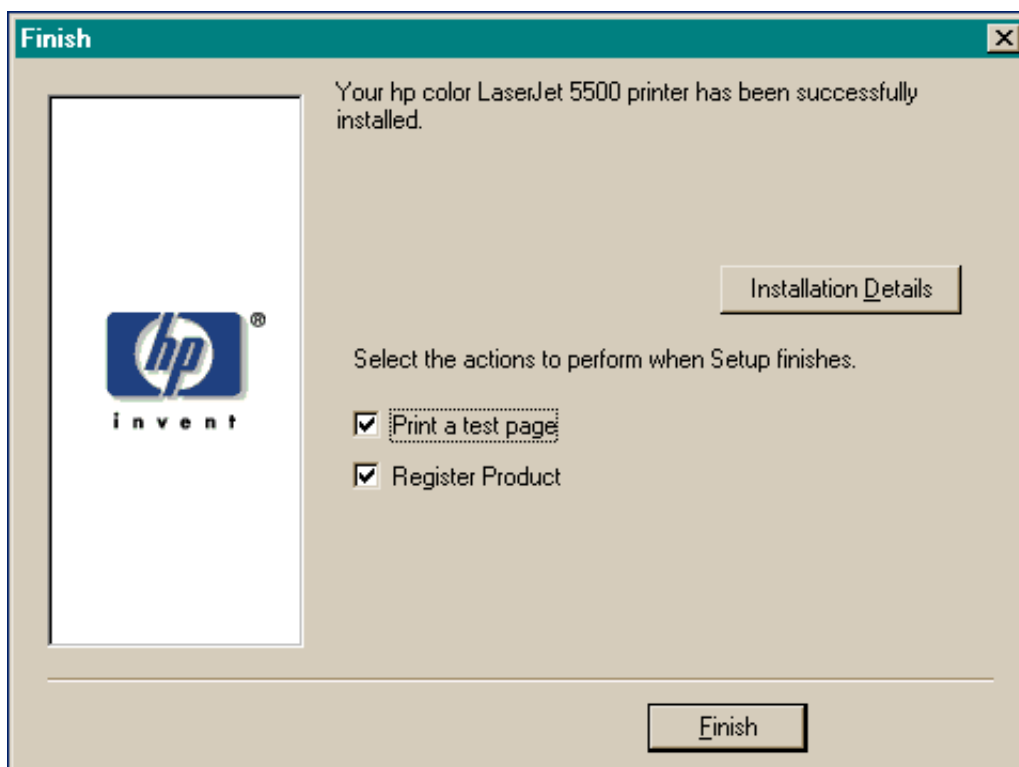 Finish
Your hp color LaserJet 5500 printer has been successfully
installed.
Installation Details
hp ®
invent
Select the actions to perform when Setup finishes.
Print a test page
Register Product
Finish